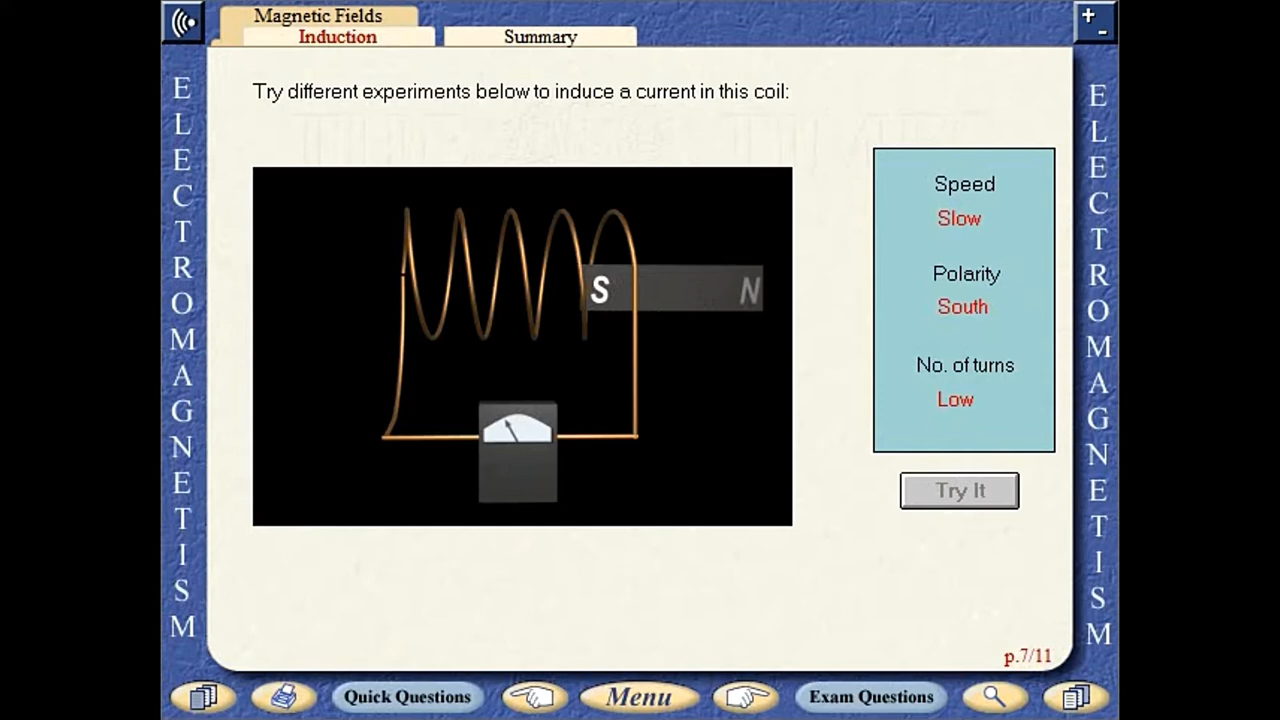 Magnetic Fields
Induction
Summary
+
-
ELECTROMAGNETISM
ELECTROMAGNETISM
Try different experiments below to induce a current in this coil:
S
N
Speed
Slow
Polarity
South
No. of turns
Low
Try It
p.7/11
Quick Questions
Menu
Exam Questions